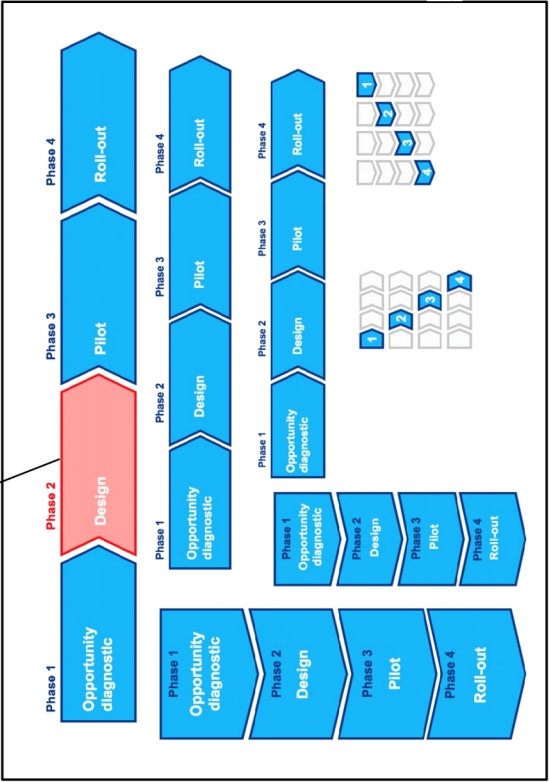 Phase 1
Phase 2
Phase 3
Phase 4
Opportunity
diagnostic
Design
Pilot
Roll-out
Phase 1
Phase 2
Phase 3
Phase 4
Opportunity
diagnostic
Design
Pilot
Roll-out
Phase 1
Phase 2
Phase 3
Phase 4
Opportunity
diagnostic
Design
Pilot
Roll-out
Phase 1
Opportunity
diagnostic
Phase 2
Design
Phase 3
Pilot
Phase 4
Roll-out
Phase 1
Opportunity
diagnostic
Phase 2
Design
Phase 3
Pilot
Phase 4
Roll-out
1
2
3
4
1
2
3
4